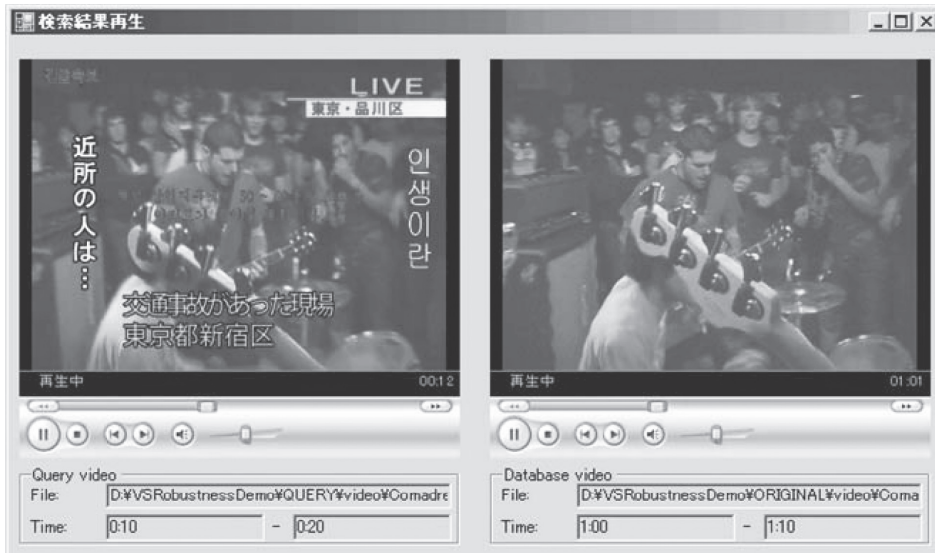 検索結果再生
LIVE
東京・品川区
近所の人は…
인생이란
交通事故があった現場
東京都新宿区
再生中
00:12
再生中
01:01
Query video
File:
D:¥VSRobustnessDemo¥QUERY¥video¥Comadre
Time:
0:10
-
0:20
Database video
File:
D:¥VSRobustnessDemo¥ORIGINAL¥video¥Coma
Time:
1:00
-
1:10